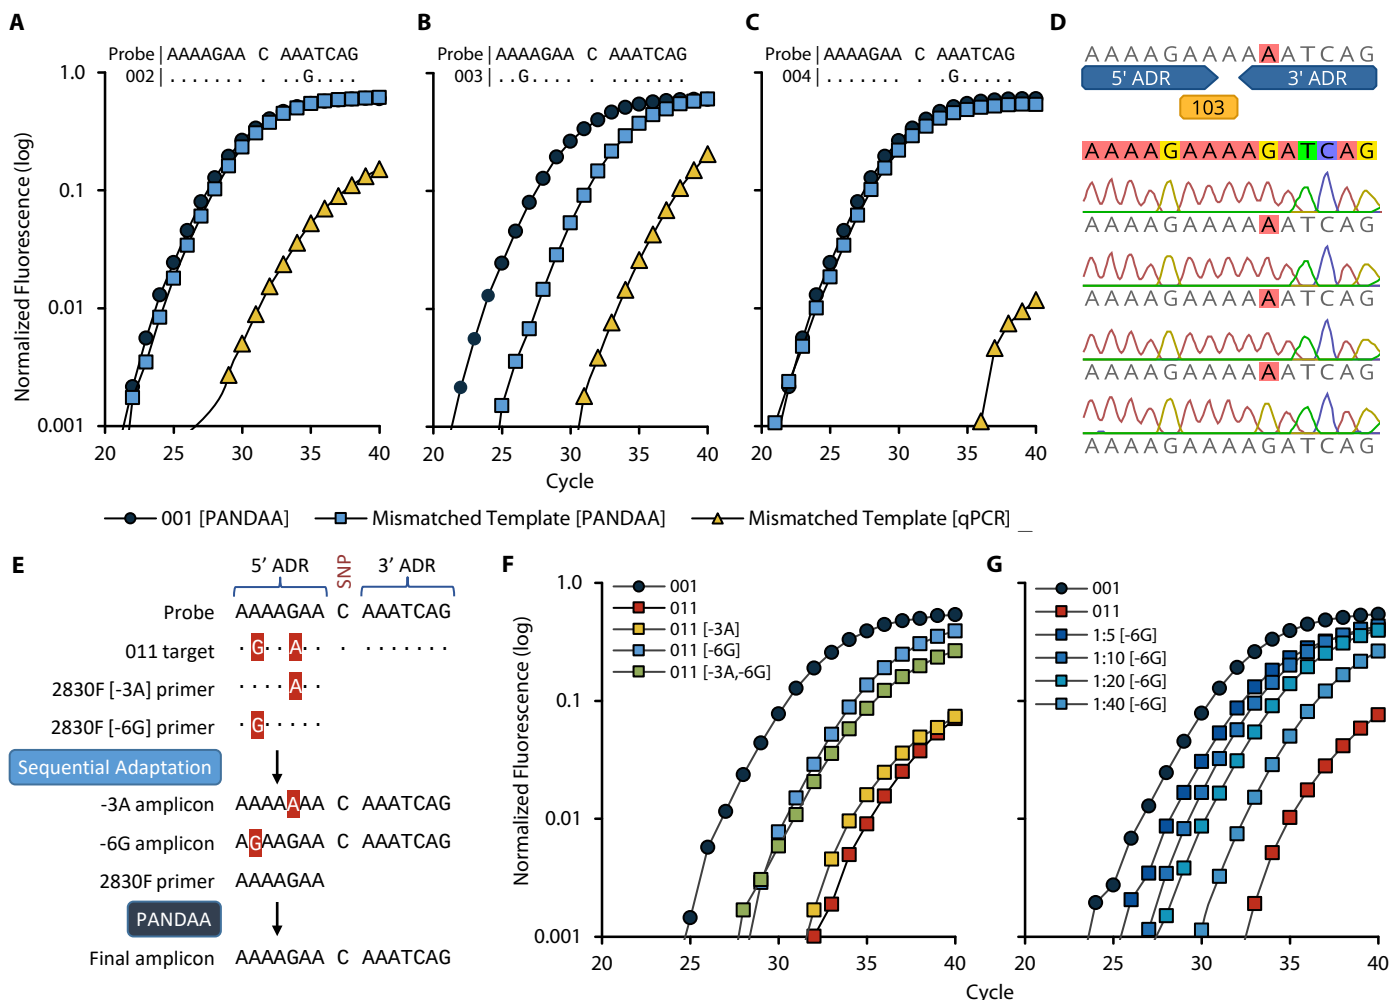 A
Probe | AAAAGAA C AAATCAG
002 | . . . . . . . . . . G . . . .
1.0
0.1
0.01
0.001
20 25 30 35 40
Normalized Fluorescence (log)
B
Probe | AAAAGAA C AAATCAG
003 | . . G . . . . . . . . . . . .
20 25 30 35 40
Cycle
C
Probe | AAAAGAA C AAATCAG
004 | . . . . . . . . . . G . . . .
20 25 30 35 40
D
AAAAGAAAAAATCAG
5' ADR
3' ADR
103
AAAAGAAAAGATCAG
AAAAGAAAAAATCAG
AAAAGAAAAAATCAG
AAAAGAAAAAATCAG
AAAAGAAAAGATCAG
001 [PANDAA]
Mismatched Template [PANDAA]
Mismatched Template [qPCR] _
E
5' ADR
SNP
3' ADR
Probe AAAAGAA C AAATCAG
011 target · G · · A · · · · · · · · · ·
2830F [-3A] primer · · · · A · ·
2830F [-6G] primer · G · · · · ·
Sequential Adaptation
-3A amplicon AAAAAAA C AAATCAG
-6G amplicon AGAAGAA C AAATCAG
2830F primer AAAAGAA
PANDAA
Final amplicon AAAAGAA C AAATCAG
F
001
011
011 [-3A]
011 [-6G]
011 [-3A,-6G]
1.0
0.1
0.01
0.001
20 25 30 35 40
Normalized Fluorescence (log)
G
001
011
1:5 [-6G]
1:10 [-6G]
1:20 [-6G]
1:40 [-6G]
20 25 30 35 40
Cycle